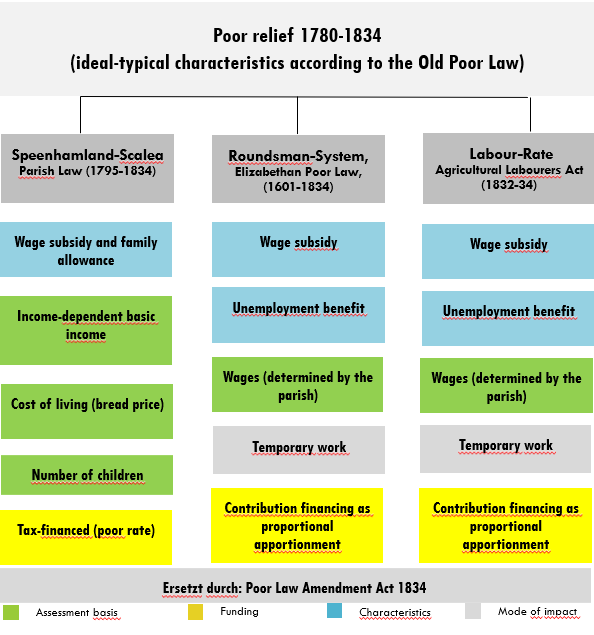 Poor relief 1780-1834
(ideal-typical characteristics according to the Old Poor Law)
Speenhamland-Scalea
Parish Law (1795-1834)
Wage subsidy and family
allowance
Income-dependent basic
income
Cost of living (bread price)
Number of children
Tax-financed (poor rate)
Roundsman-System,
Elizabethan Poor Law,
(1601-1834)
Wage subsidy
Unemployment benefit
Wages (determined by the
parish)
Temporary work
Contribution financing as
proportional
apportionment
Labour-Rate
Agricultural Labourers Act
(1832-34)
Wage subsidy
Unemployment benefit
Wages (determined by the
parish)
Temporary work
Contribution financing as
proportional
apportionment
Ersetzt durch: Poor Law Amendment Act 1834
Assessment basis
Funding
Characteristics
Mode of impact